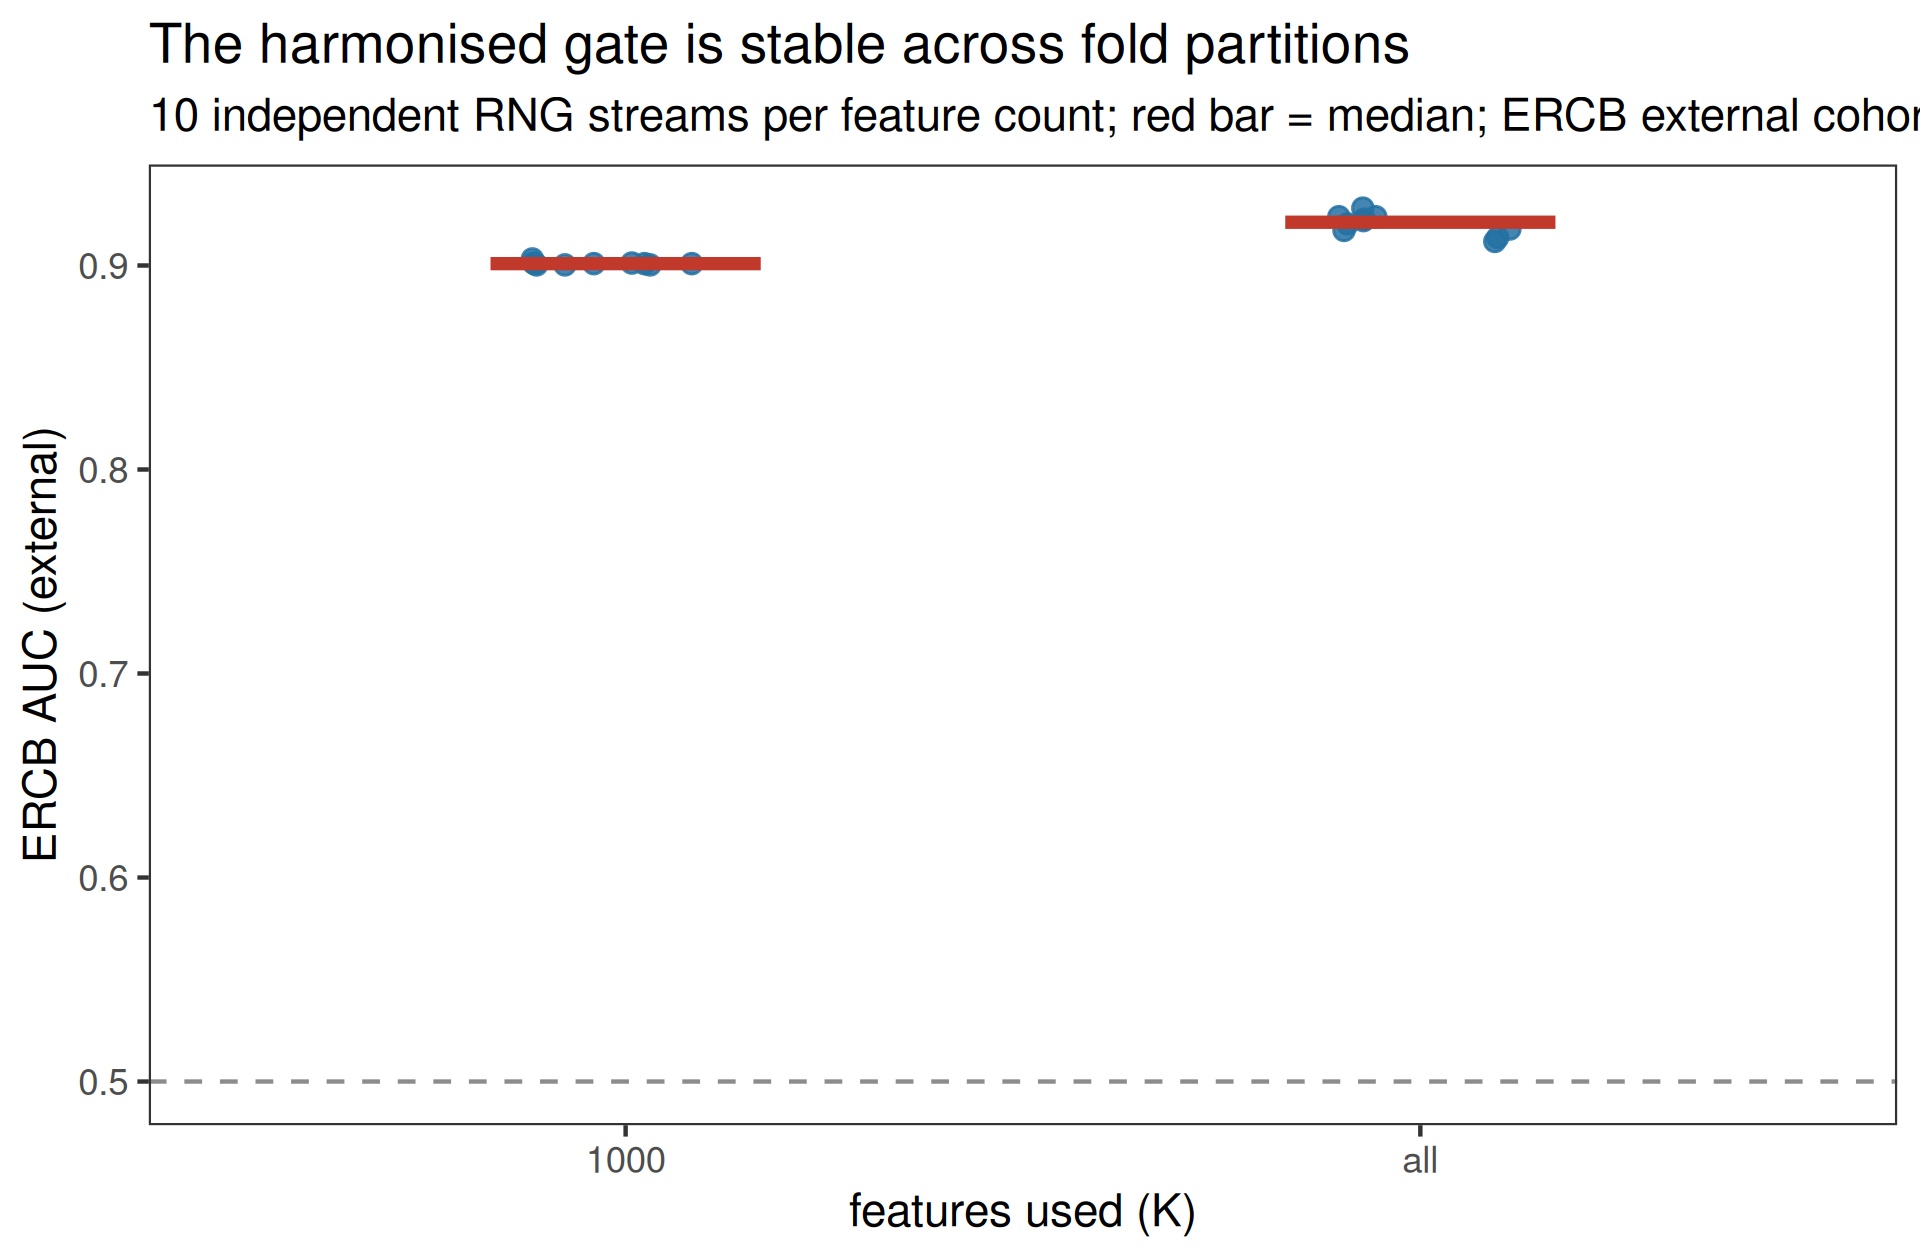 The harmonised gate is stable across fold partitions
10 independent RNG streams per feature count; red bar = median; ERCB external cohor
ERCB AUC (external)
0.9
0.8
0.7
0.6
0.5
1000
all
features used (K)